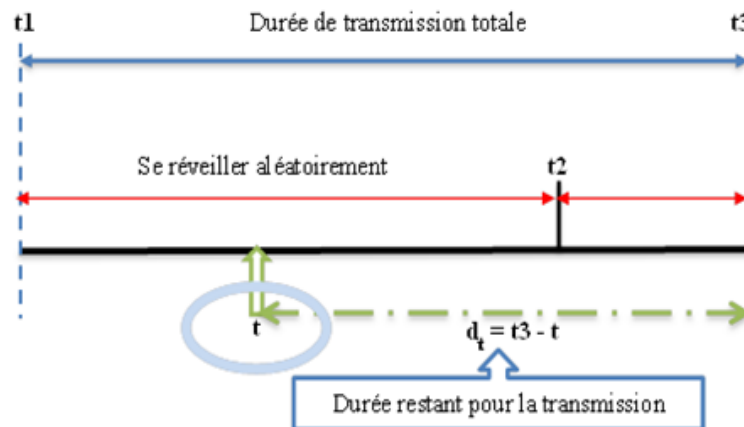 t1
Durée de transmission totale
t3
Se réveiller aléatoirement
t2
t
dt = t3 - t
Durée restant pour la transmission